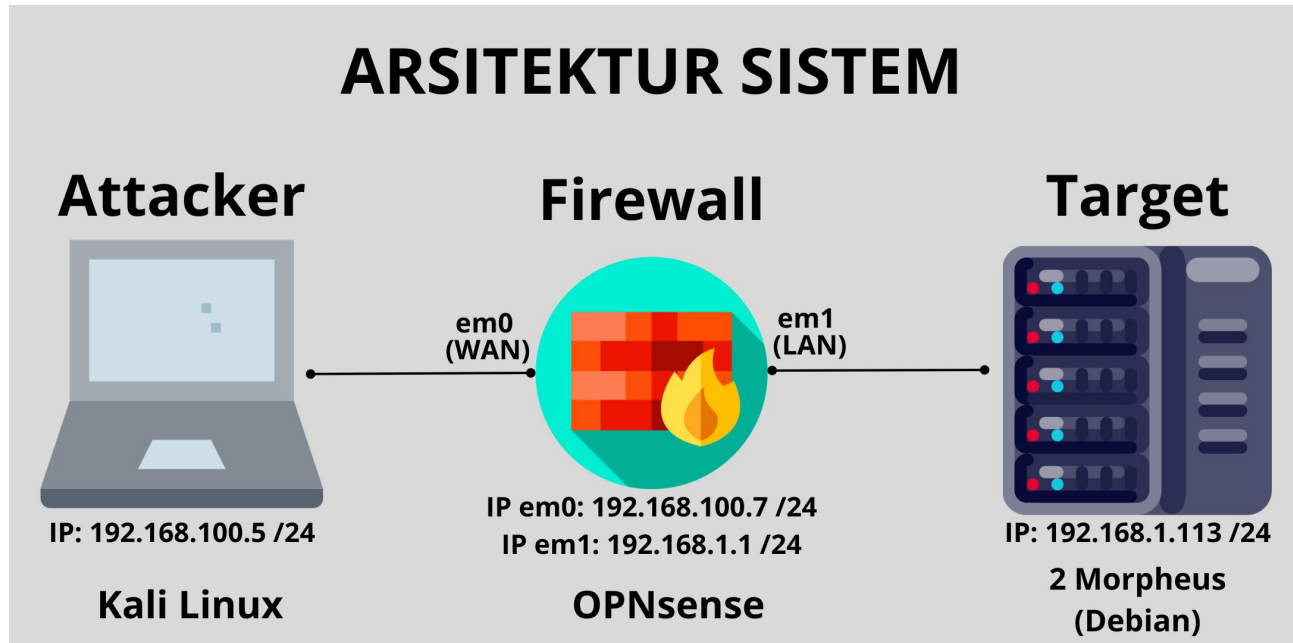 ARSITEKTUR SISTEM
Attacker
Firewall
Target
em0
(WAN)
em1
(LAN)
IP: 192.168.100.5 /24
IP em0: 192.168.100.7 /24
IP em1: 192.168.1.1 /24
IP: 192.168.1.113 /24
Kali Linux
OPNsense
2 Morpheus
(Debian)